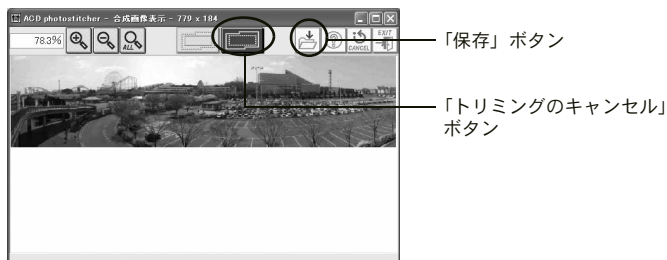 ACD photostitcher - 合成画像表示 - 779 x 184
78.3%
ALL
CANCEL
EXIT
「保存」ボタン
「トリミングのキャンセル」
ボタン